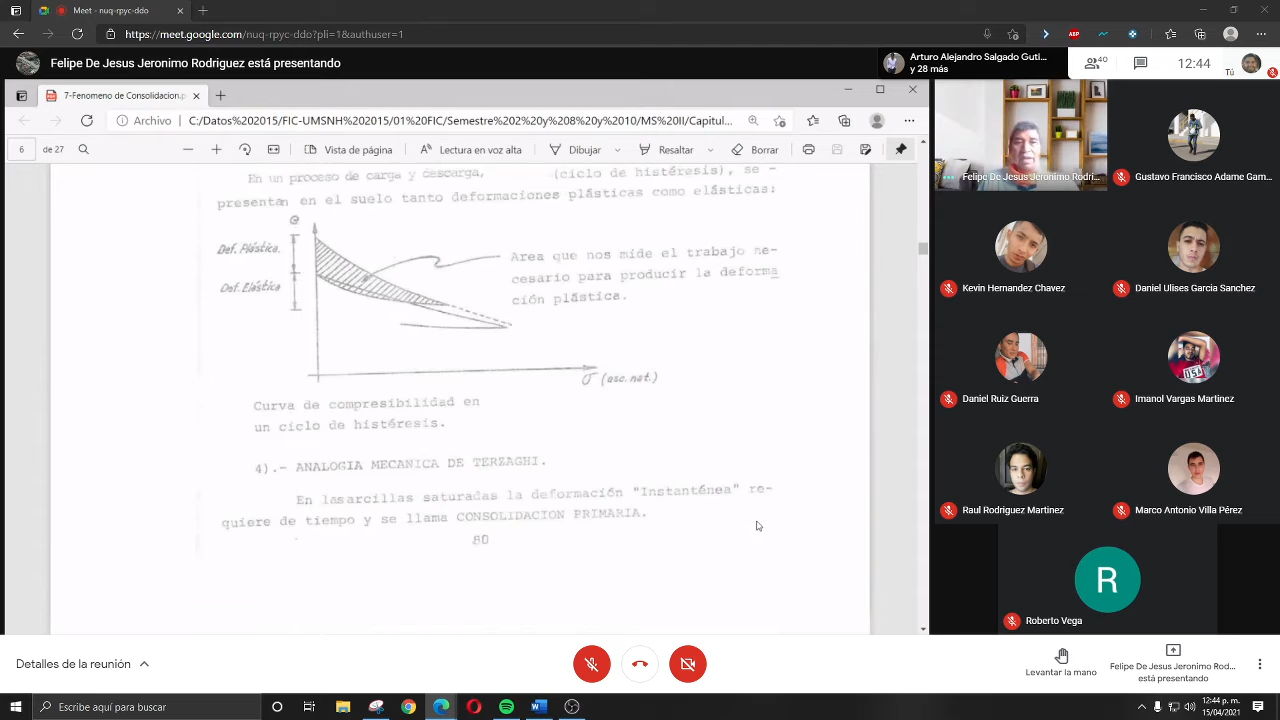 Meet - nuq-rpyc-ddo
https://meet.google.com/nuq-rpyc-ddo?pli=1&authuser=1
Felipe De Jesus Jeronimo Rodriguez está presentando
Arturo Alejandro Salgado Guti...
y 28 más
40
12:44
Tú
7-Fenomeno de Consolidacion.p
Archivo
C:/Datos%202015/FIC-UMSNH%202015/01%20FIC/Semestre%202%20y%208%20y%2010/MS%20II/Capitul...
6 de 27
Vista de página
Lectura en voz alta
Dibujar
Resaltar
Borrar
En un proceso de carga y descarga, (ciclo de histéresis), se -
presentan en el suelo tanto deformaciones plásticas como elásticas:
e
Def. Plástica.
Def. Elástica
Area que nos mide el trabajo ne-
cesario para producir la deforma
ción plástica.
σ (esc. nat.)
Curva de compresibilidad en
un ciclo de histéresis.
4).- ANALOGIA MECANICA DE TERZAGHI.
En lasarcillas saturadas la deformación "Instantánea" re-
quiere de tiempo y se llama CONSOLIDACION PRIMARIA.
80
Felipe De Jesus Jeronimo Rodri...
Gustavo Francisco Adame Gam...
Kevin Hernandez Chavez
Daniel Ulises Garcia Sanchez
Daniel Ruiz Guerra
Imanol Vargas Martinez
USA
Raul Rodriguez Martinez
Marco Antonio Villa Pérez
R
Roberto Vega
Detalles de la reunión
Levantar la mano
Felipe De Jesus Jeronimo Rod...
está presentando
Escribe aquí para buscar
12:44 p. m.
15/04/2021